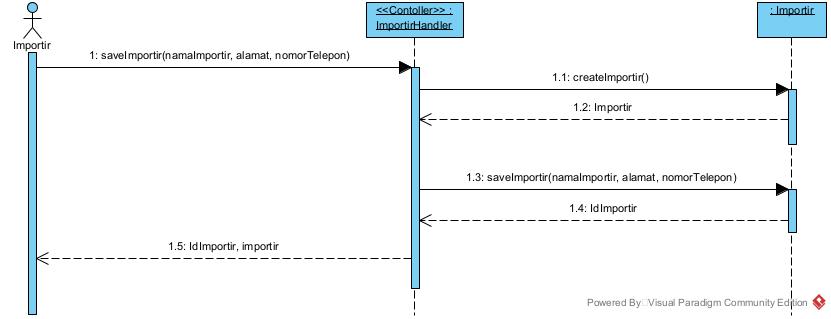 <<Contoller>> :
ImportirHandler
: Importir
Importir
1: saveImportir(namaImportir, alamat, nomorTelepon)
1.1: createImportir()
1.2: Importir
1.3: saveImportir(namaImportir, alamat, nomorTelepon)
1.4: IdImportir
1.5: IdImportir, importir
Powered By Visual Paradigm Community Edition